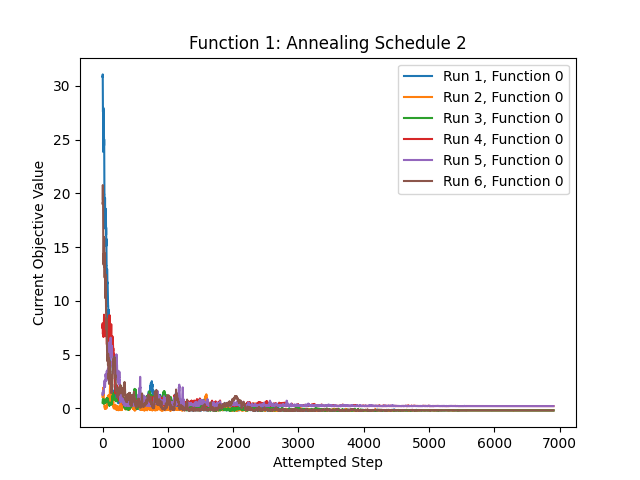 Function 1: Annealing Schedule 2
Current Objective Value
30
25
20
15
10
5
0
Run 1, Function 0
Run 2, Function 0
Run 3, Function 0
Run 4, Function 0
Run 5, Function 0
Run 6, Function 0
0 1000 2000 3000 4000 5000 6000 7000
Attempted Step